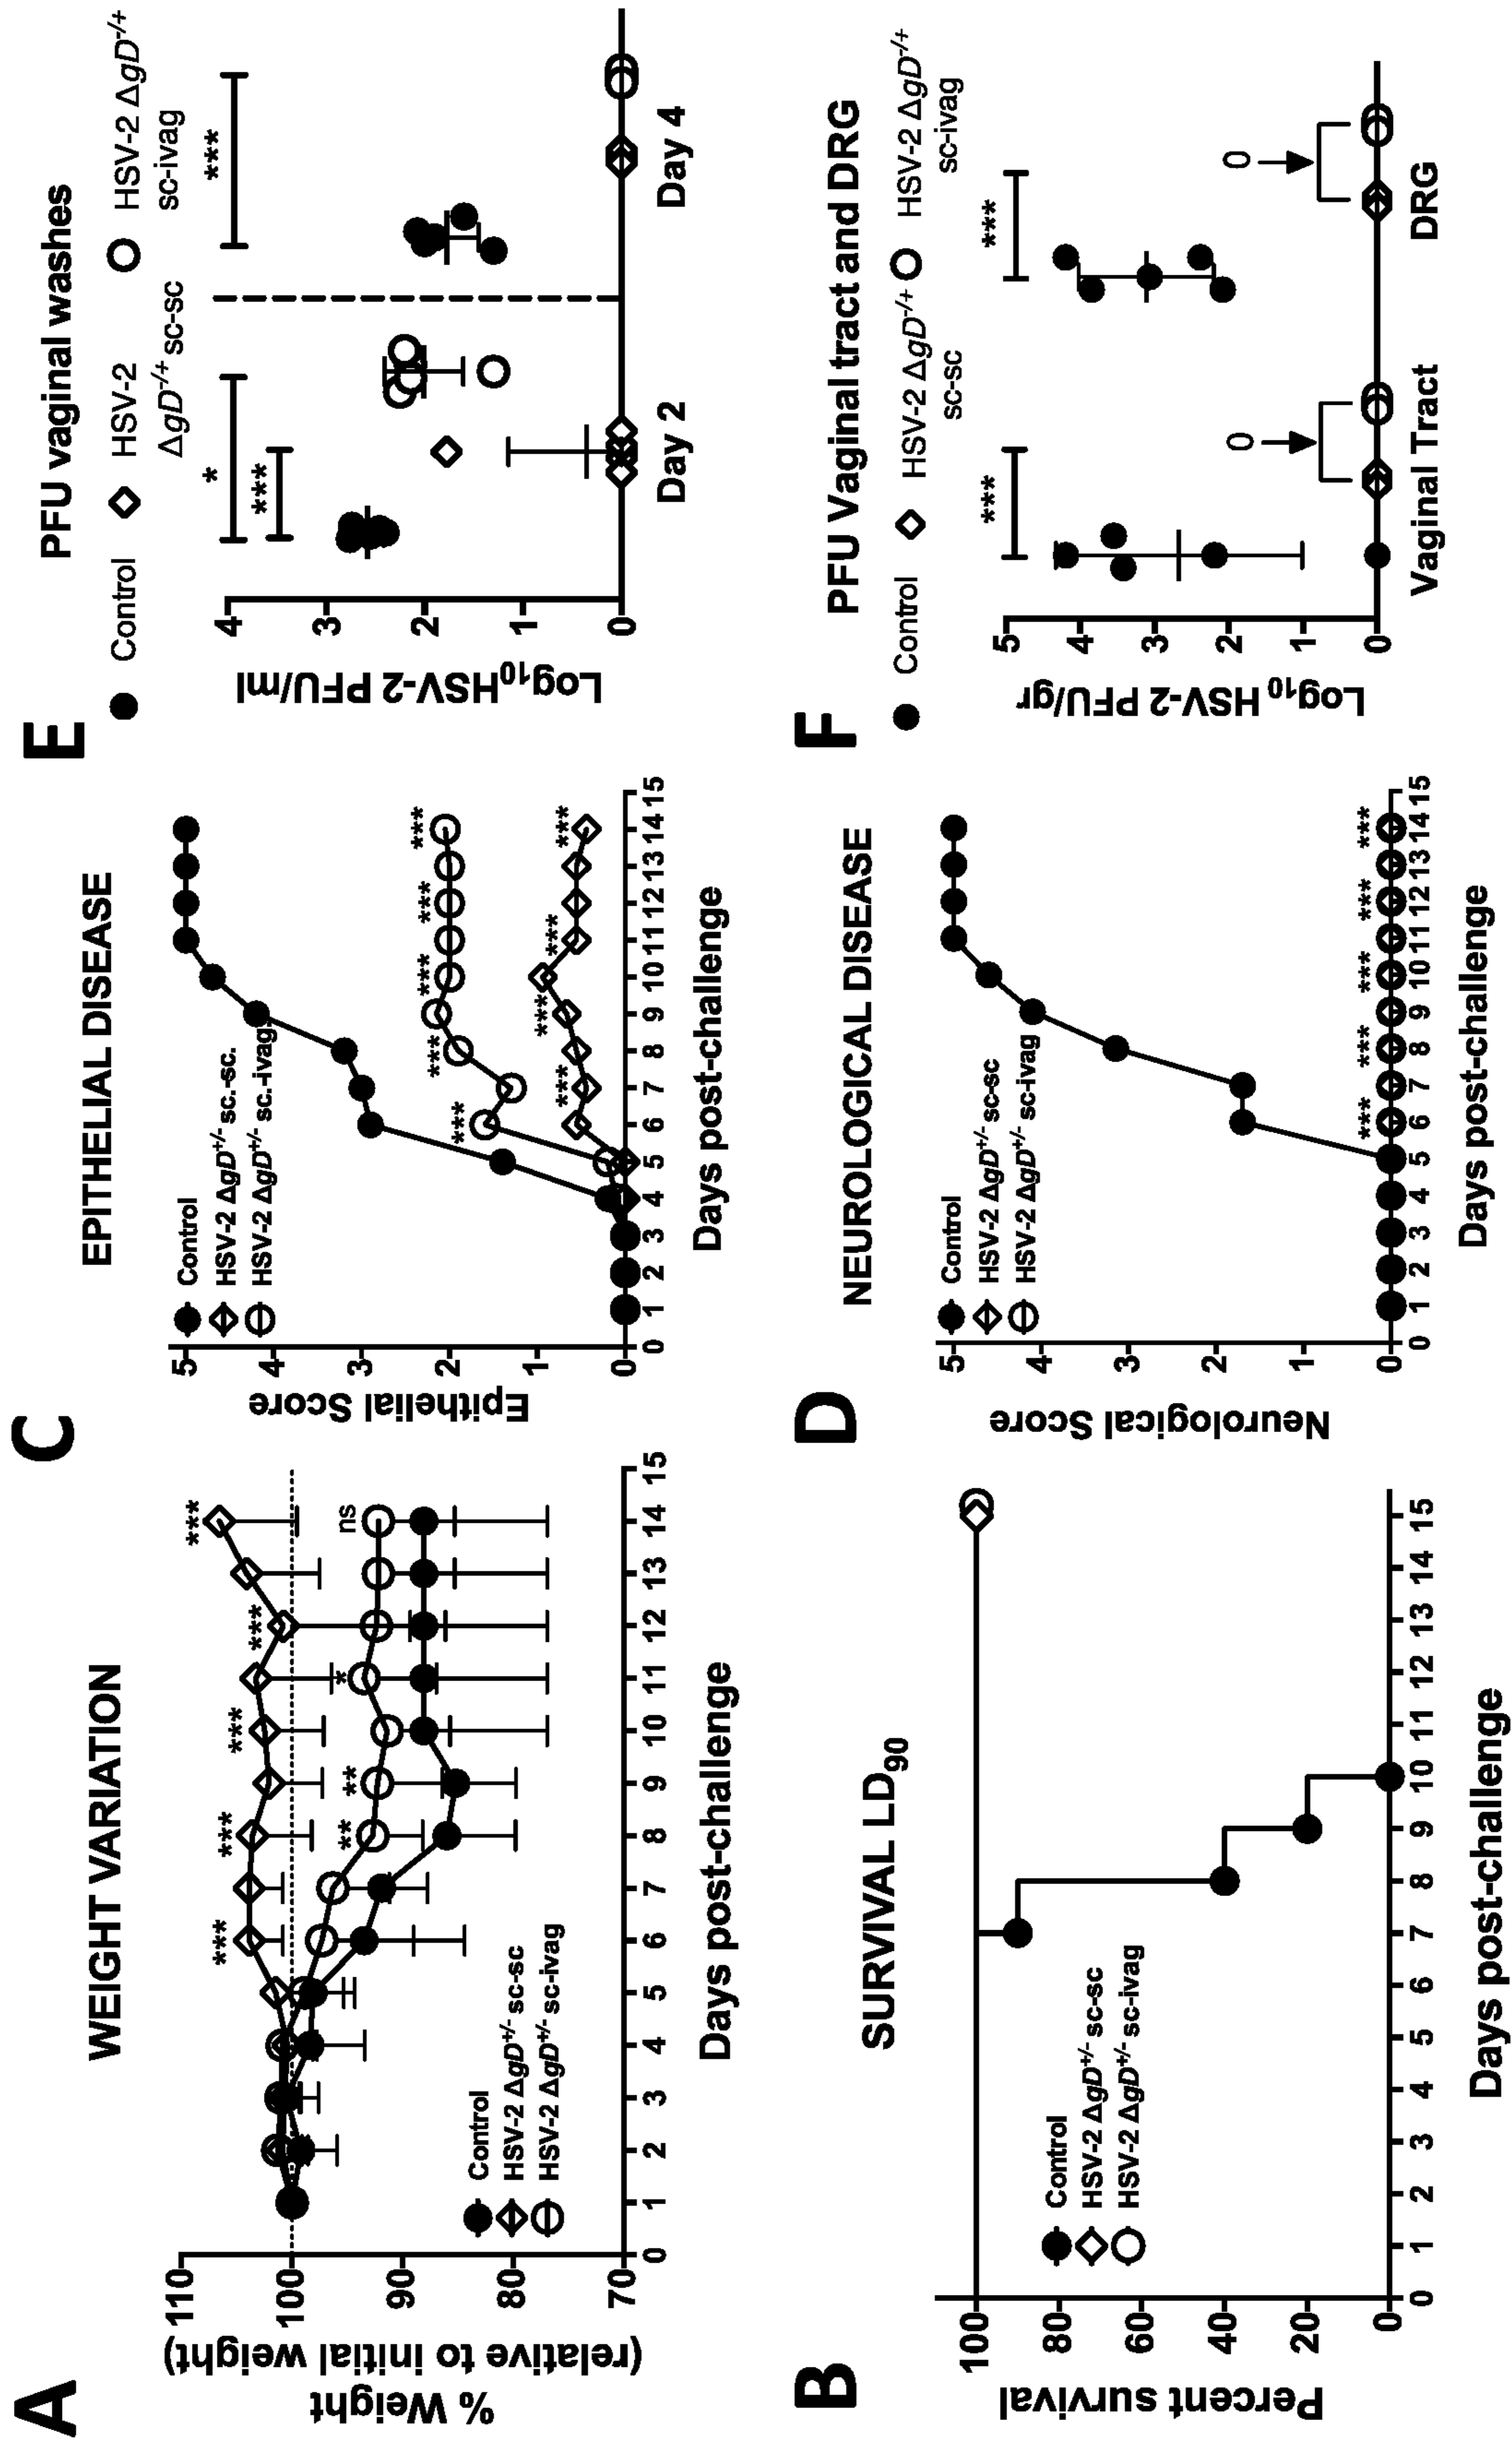 A
WEIGHT VARIATION
% Weight
(relative to initial weight)
110
100
90
80
70
***
***
***
***
***
***
**
**
*
ns
Control
HSV-2 ΔgD+/- sc-sc
HSV-2 ΔgD+/- sc-ivag
0 1 2 3 4 5 6 7 8 9 10 11 12 13 14 15
Days post-challenge
B
SURVIVAL LD90
Percent survival
100
80
60
40
20
0
Control
HSV-2 ΔgD+/- sc-sc
HSV-2 ΔgD+/- sc-ivag
0 1 2 3 4 5 6 7 8 9 10 11 12 13 14 15
Days post-challenge
C
EPITHELIAL DISEASE
Epithelial Score
5
4
3
2
1
0
Control
HSV-2 ΔgD+/- sc.-sc.
HSV-2 ΔgD+/- sc.-ivag.
*** *** *** *** ***
*** *** *** ***
0 1 2 3 4 5 6 7 8 9 10 11 12 13 14 15
Days post-challenge
D
NEUROLOGICAL DISEASE
Neurological Score
5
4
3
2
1
0
Control
HSV-2 ΔgD+/- sc-sc
HSV-2 ΔgD+/- sc-ivag
*** *** *** *** ***
0 1 2 3 4 5 6 7 8 9 10 11 12 13 14 15
Days post-challenge
E
PFU vaginal washes
Control
HSV-2
ΔgD-/+ sc-sc
HSV-2 ΔgD-/+
sc-ivag
Log10HSV-2 PFU/ml
4
3
2
1
0
*
***
***
Day 2
Day 4
F
PFU Vaginal tract and DRG
Control
HSV-2 ΔgD-/+
sc-sc
HSV-2 ΔgD-/+
sc-ivag
Log10 HSV-2 PFU/gr
5
4
3
2
1
0
***
***
0
0
Vaginal Tract
DRG